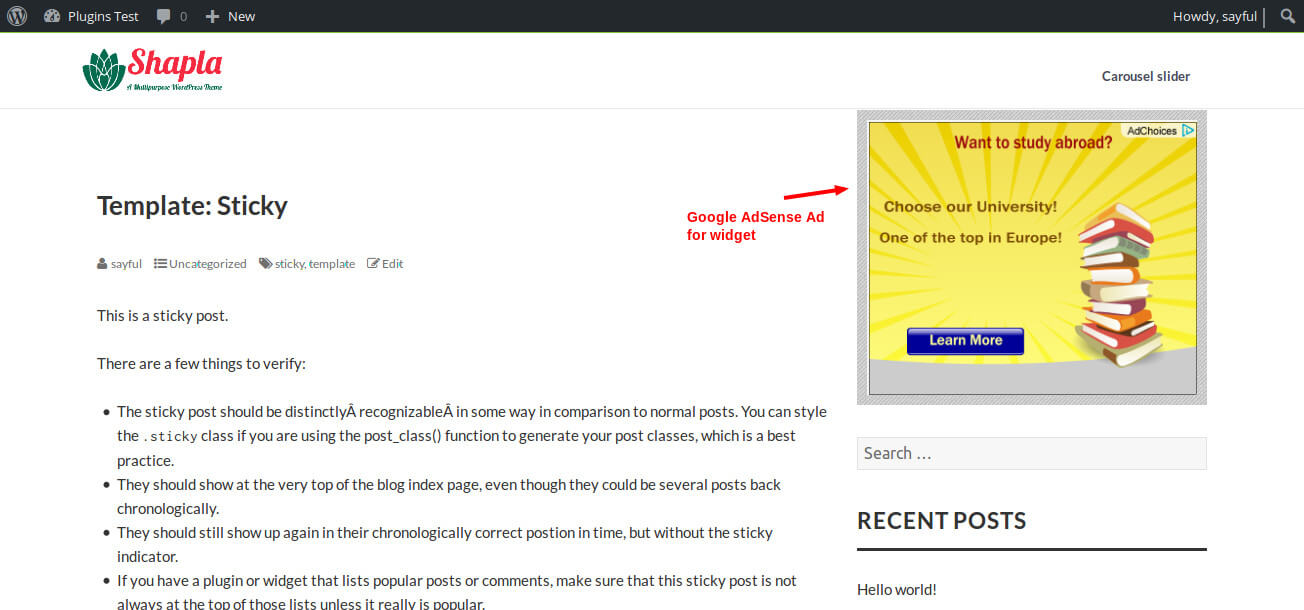 Plugins Test 0 New Howdy, sayful
Shapla
A Multipurpose WordPress Theme
Carousel slider
Template: Sticky
sayful Uncategorized sticky, template Edit
This is a sticky post.
There are a few things to verify:
The sticky post should be distinctlyÂ recognizableÂ in some way in comparison to normal posts. You can style
the .sticky class if you are using the post_class() function to generate your post classes, which is a best
practice.
They should show at the very top of the blog index page, even though they could be several posts back
chronologically.
They should still show up again in their chronologically correct postion in time, but without the sticky
indicator.
If you have a plugin or widget that lists popular posts or comments, make sure that this sticky post is not
always at the top of those lists unless it really is popular.
Google AdSense Ad
for widget
AdChoices
Want to study abroad?
Choose our University!
One of the top in Europe!
Learn More
Search …
RECENT POSTS
Hello world!